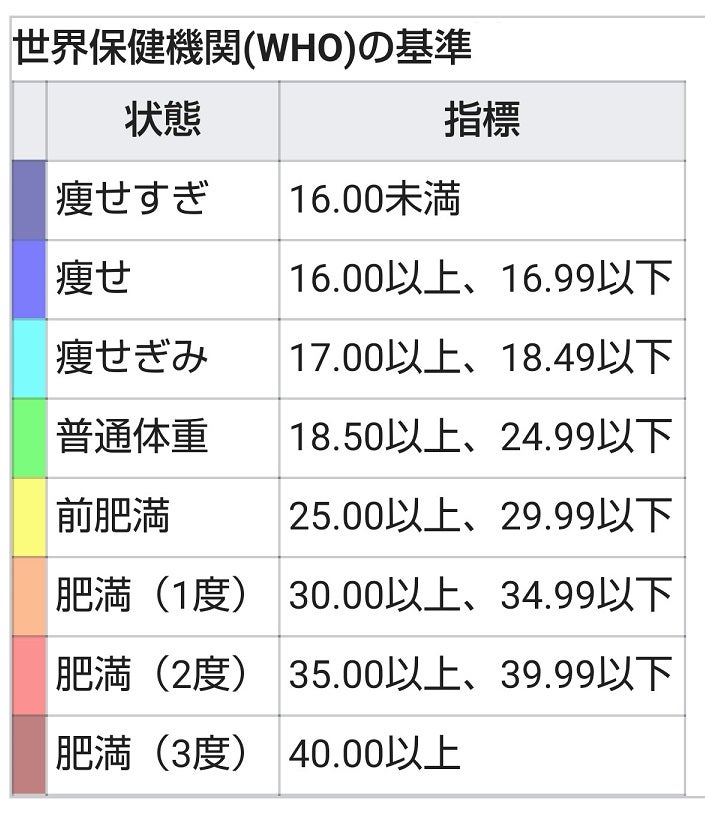 世界保健機関(WHO)の基準
状態 指標
痩せすぎ 16.00未満
痩せ 16.00以上、16.99以下
痩せぎみ 17.00以上、18.49以下
普通体重 18.50以上、24.99以下
前肥満 25.00以上、29.99以下
肥満（1度） 30.00以上、34.99以下
肥満（2度） 35.00以上、39.99以下
肥満（3度） 40.00以上